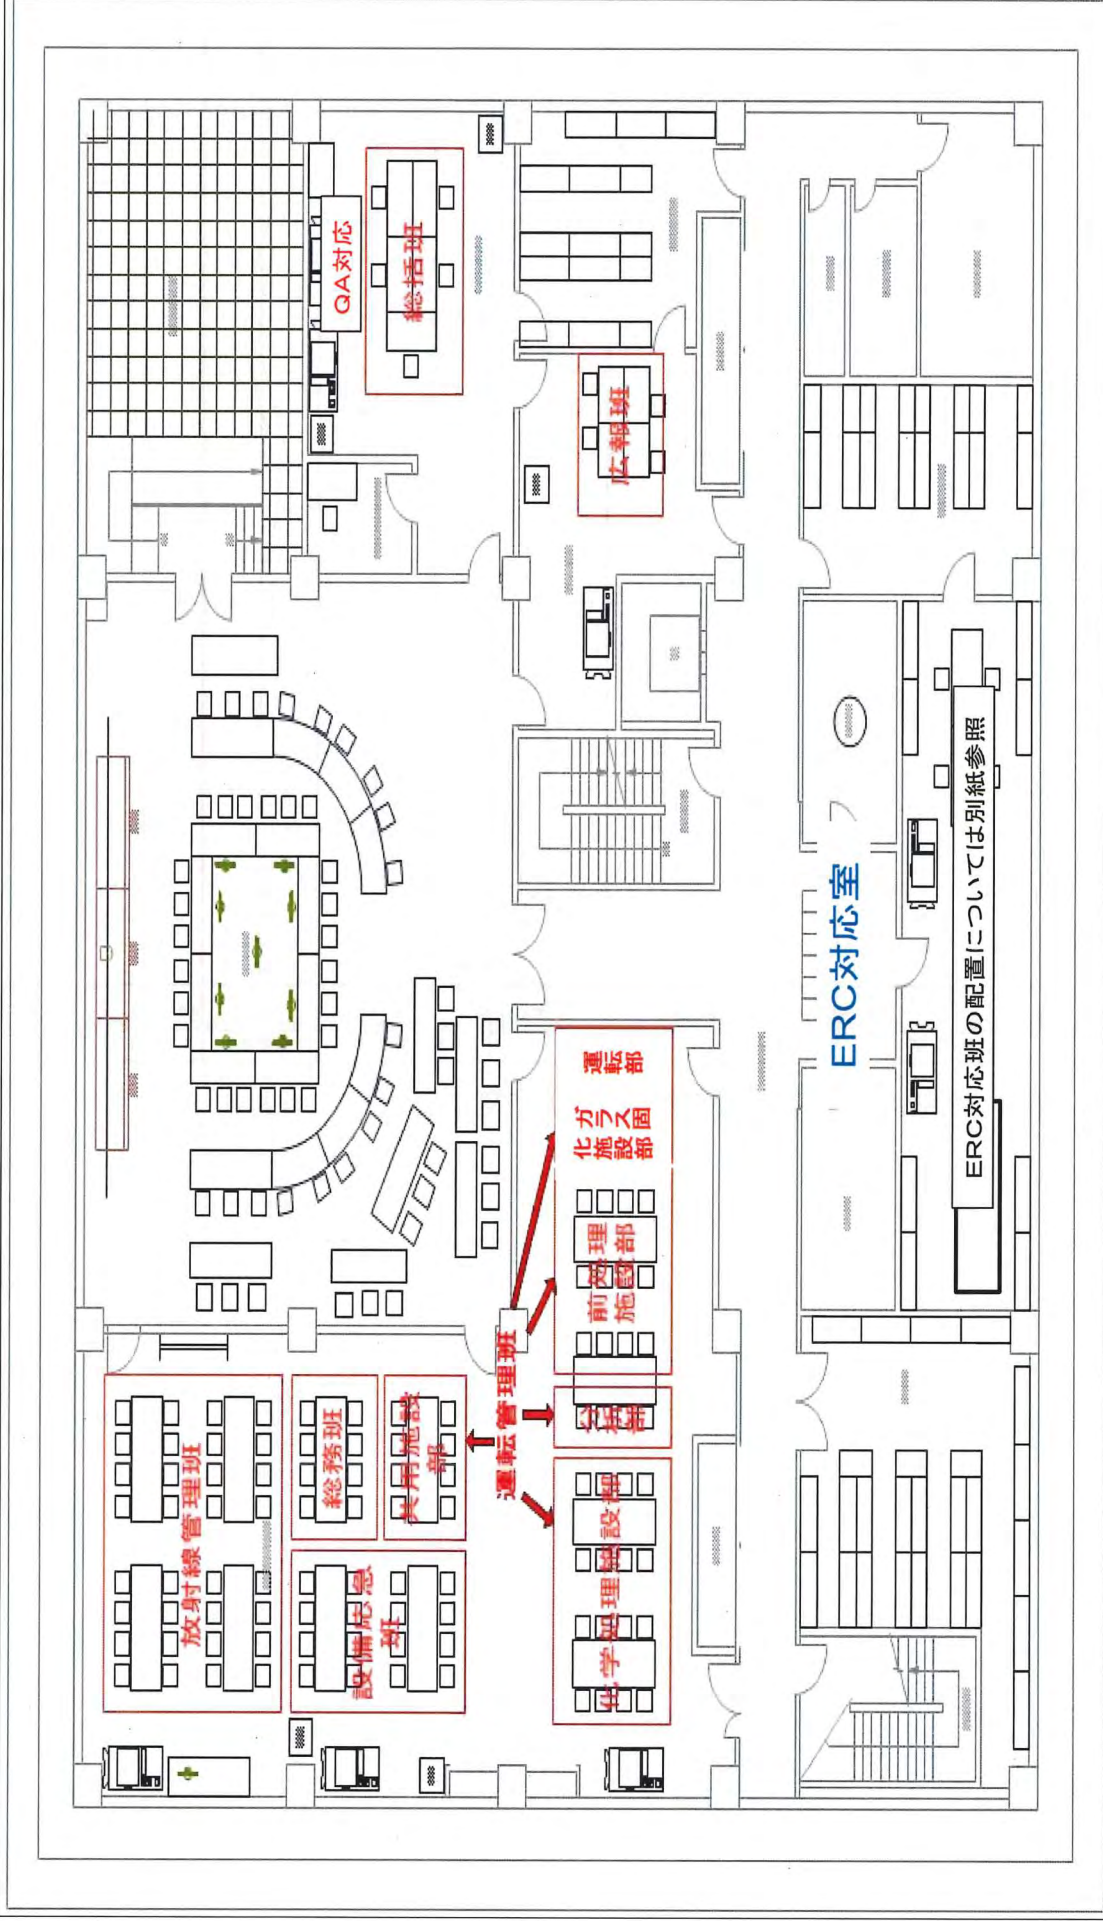 放射線管理班
総務班
共用施設
部
設備応急
班
運転管理班
運転部
ガラス固
化施設部
前処理
施設部
分析部
化学処理施設部
QA対応
総括班
広報班
ERC対応室
ERC対応班の配置については別紙参照